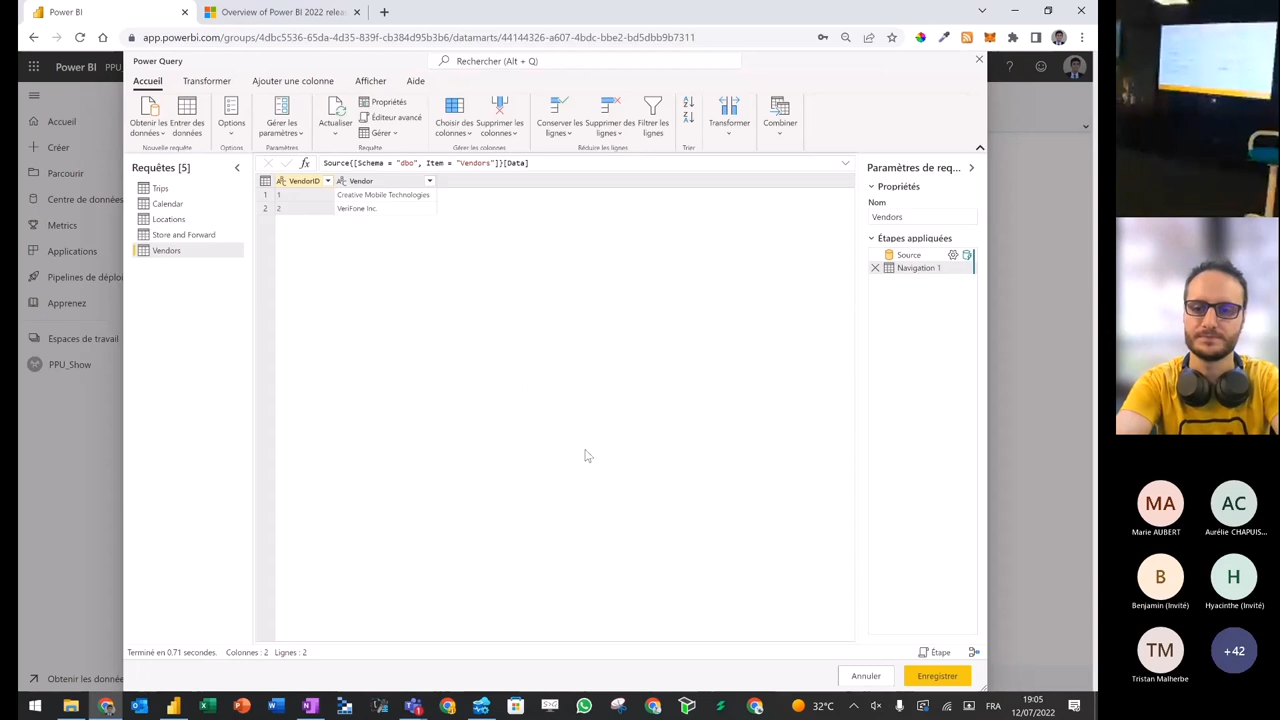 Power BI
Overview of Power BI 2022 relea
app.powerbi.com/groups/4dbc5536-65da-4d35-839f-cb384d95b3b6/datamarts/44144326-a607-4bdc-bbe2-bd5dbb9b7311
Power BI PPU_
Power Query
Rechercher (Alt + Q)
Accueil Transformer Ajouter une colonne Afficher Aide
Obtenir les données
Entrer des données
Options
Gérer les paramètres
Actualiser
Propriétés
Éditeur avancé
Gérer
Choisir des colonnes
Supprimer les colonnes
Conserver les lignes
Supprimer des lignes
Filtrer les lignes
Transformer
Combiner
Nouvelle requête Options Paramètres Requête Gérer les colonnes Réduire les lignes Trier
Accueil
Créer
Parcourir
Centre de donnée
Metrics
Applications
Pipelines de déploi
Apprenez
Espaces de travail
PPU_Show
Obtenir les donnée
Requêtes [5]
Trips
Calendar
Locations
Store and Forward
Vendors
fx Source{[Schema = "dbo", Item = "Vendors"]}[Data]
VendorID Vendor
1 1 Creative Mobile Technologies
2 2 VeriFone Inc.
Paramètres de req...
Propriétés
Nom
Vendors
Étapes appliquées
Source
Navigation 1
Terminé en 0.71 secondes. Colonnes : 2 Lignes : 2
Étape
Annuler Enregistrer
MA
Marie AUBERT
AC
Aurélie CHAPUIS...
B
Benjamin (Invité)
H
Hyacinthe (Invité)
TM
Tristan Malherbe
+42
32°C
FRA
19:05
12/07/2022